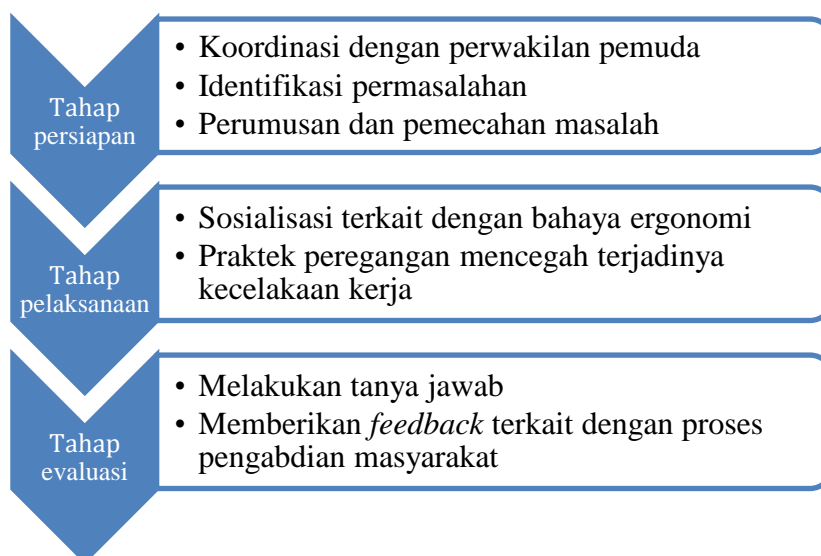 Tahap
persiapan
• Koordinasi dengan perwakilan pemuda
• Identifikasi permasalahan
• Perumusan dan pemecahan masalah
Tahap
pelaksanaan
• Sosialisasi terkait dengan bahaya ergonomi
• Praktek peregangan mencegah terjadinya
kecelakaan kerja
Tahap
evaluasi
• Melakukan tanya jawab
• Memberikan feedback terkait dengan proses
pengabdian masyarakat